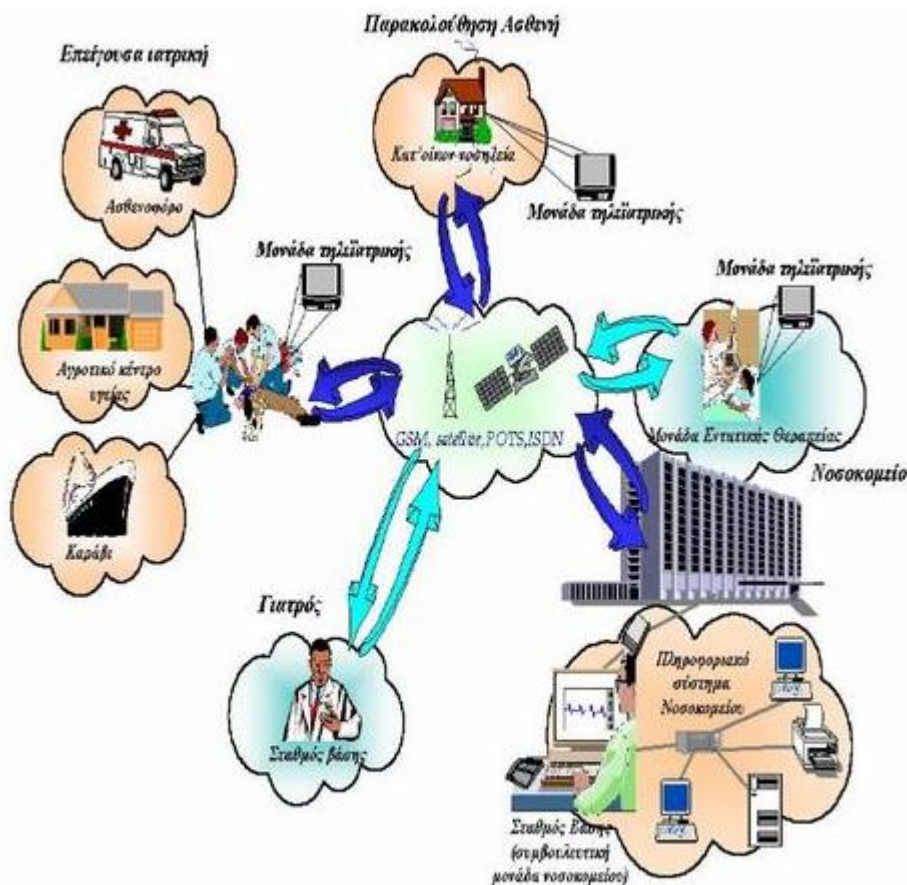 Παρακολούθηση Ασθενή
Επείγουσα ιατρική
Κατ'οίκον νοσηλεία
Ασθενοφόρο
Μονάδα τηλεϊατρικής
Μονάδα τηλεϊατρικής
Μονάδα τηλεϊατρικής
Αγροτικό κέντρο
υγείας
GSM, satellite,POTS,ISDN
Μονάδα Εντατικής Θεραπείας
Νοσοκομείο
Καράβι
Γιατρός
Σταθμός βάσης
Πληροφοριακό
σύστημα
Νοσοκομείου
Σταθμός Βάσης
(συμβουλευτική
μονάδα νοσοκομείου)